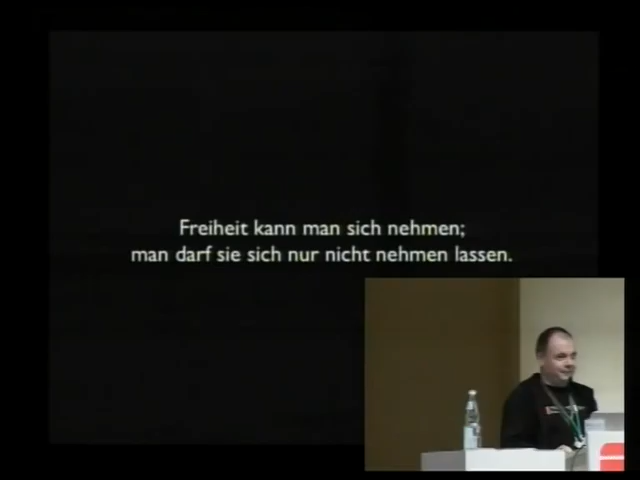 Freiheit kann man sich nehmen;
man darf sie sich nur nicht nehmen lassen.